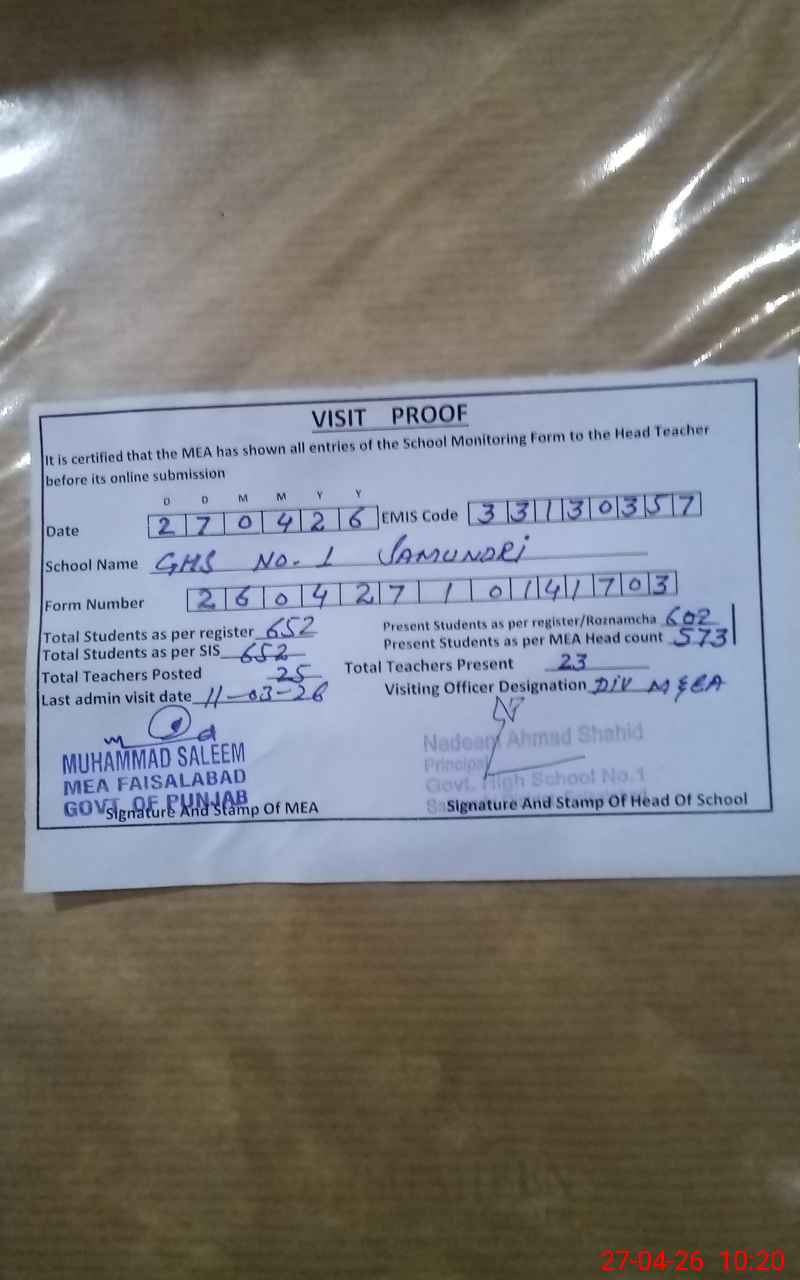 VISIT PROOF
It is certified that the MEA has shown all entries of the School Monitoring Form to the Head Teacher
before its online submission
D D M M Y Y
Date 2 7 0 4 2 6 EMIS Code 3 3 1 3 0 3 5 7
School Name GHS NO. 1 SAMUNDRI
Form Number 2 6 0 4 2 7 1 0 1 4 1 7 0 3
Total Students as per register 652 Present Students as per register/Roznamcha 602
Total Students as per SIS 652 Present Students as per MEA Head count 573
Total Teachers Posted 25 Total Teachers Present 23
Last admin visit date 11-03-26 Visiting Officer Designation DIV M&EA
MUHAMMAD SALEEM
MEA FAISALABAD
GOVT. OF PUNJAB
Signature And Stamp Of MEA
Nadeem Ahmad Shahid
Principal
Govt. High School No.1
Signature And Stamp Of Head Of School
27-04-26 10:20